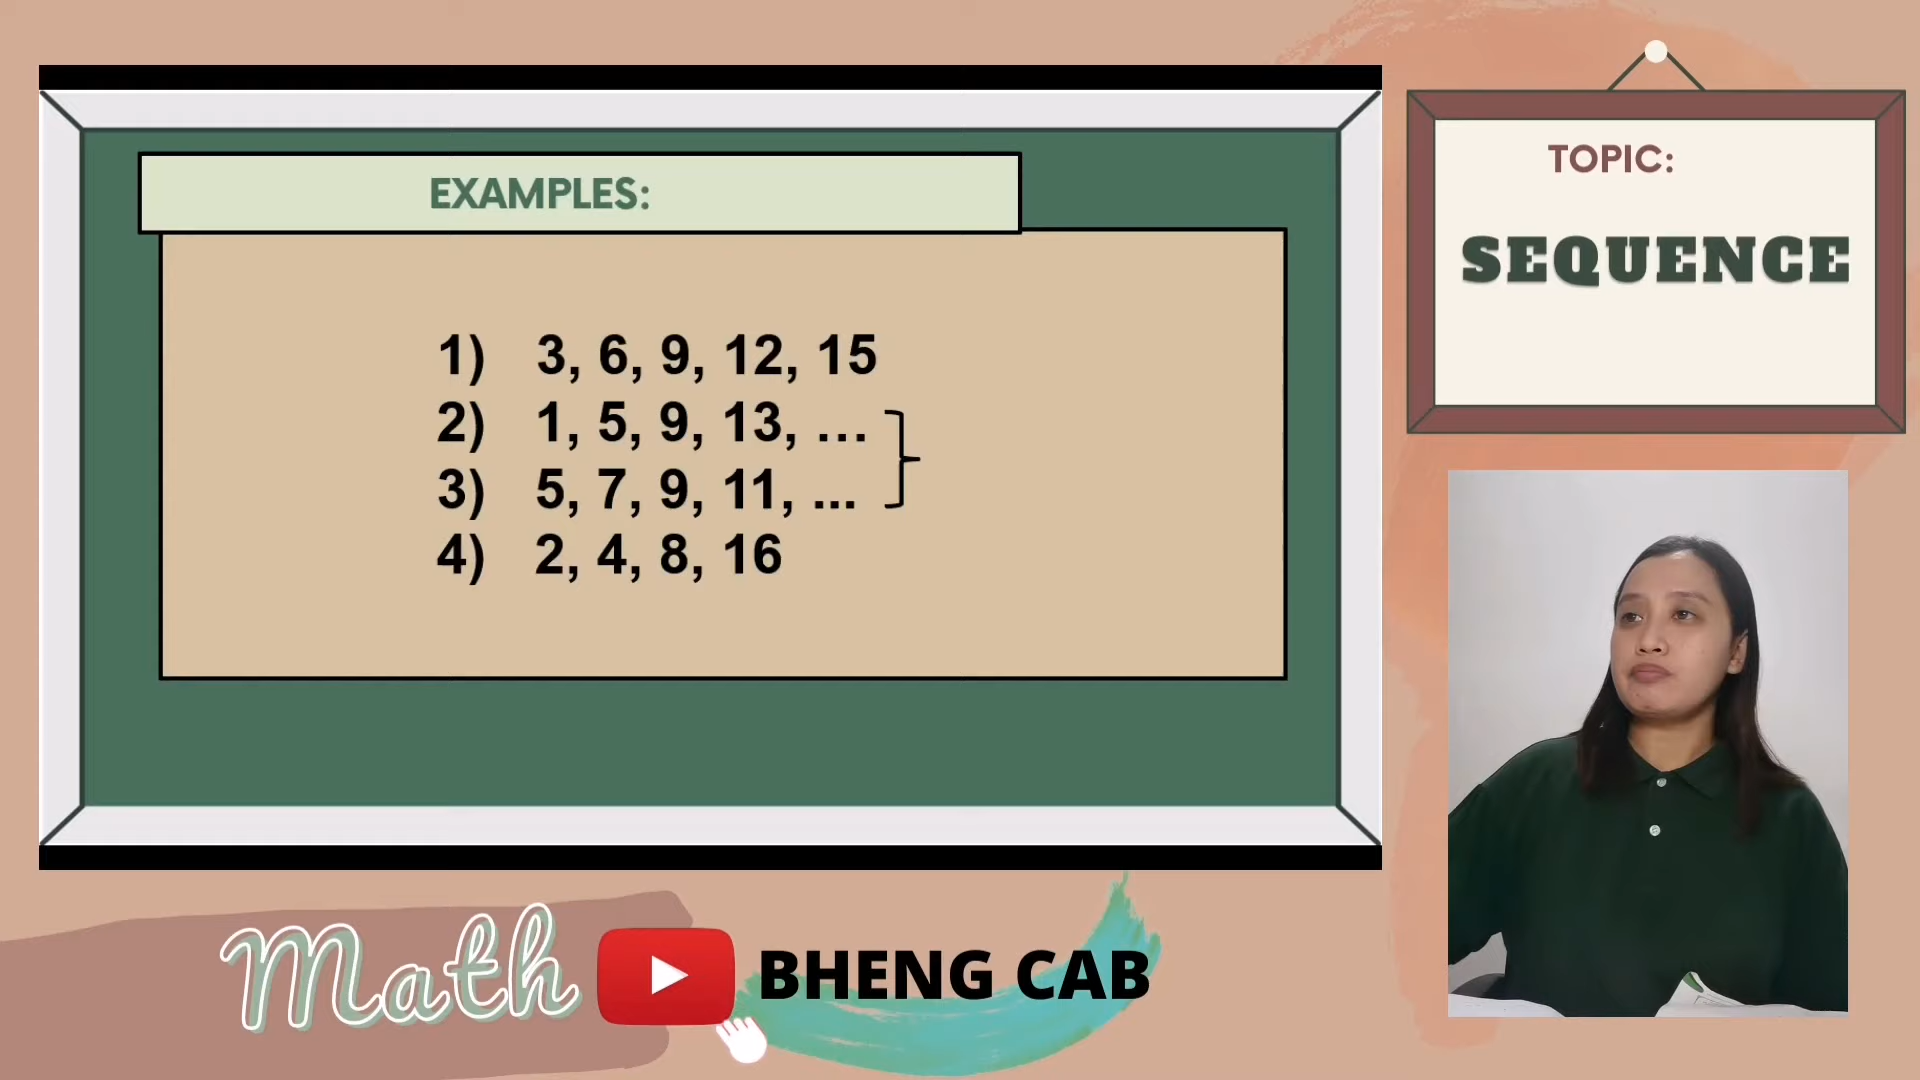 EXAMPLES:
1) 3, 6, 9, 12, 15
2) 1, 5, 9, 13, ...
3) 5, 7, 9, 11, ...
4) 2, 4, 8, 16
TOPIC:
SEQUENCE
Math
BHENG CAB